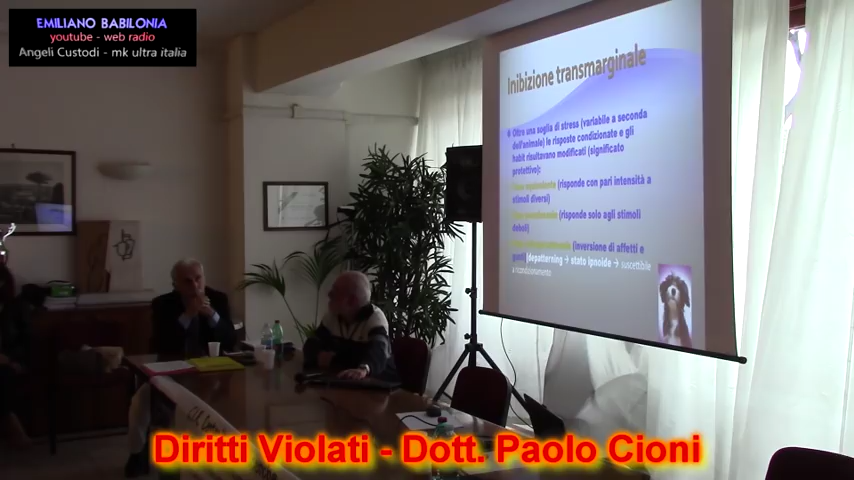 EMILIANO BABILONIA
youtube - web radio
Angeli Custodi - mk ultra italia
Inibizione transmarginale
Oltre una soglia di stress (variabile a seconda
dell'animale) le risposte condizionate e gli
habit risultavano modificati (significato
protettivo):
(risponde con pari intensità a
stimoli diversi)
(risponde solo agli stimoli
deboli)
(inversione di affetti e
gusti) depatterning → stato ipnoide → suscettibile
a ricondizionamento
Diritti Violati - Dott. Paolo Cioni